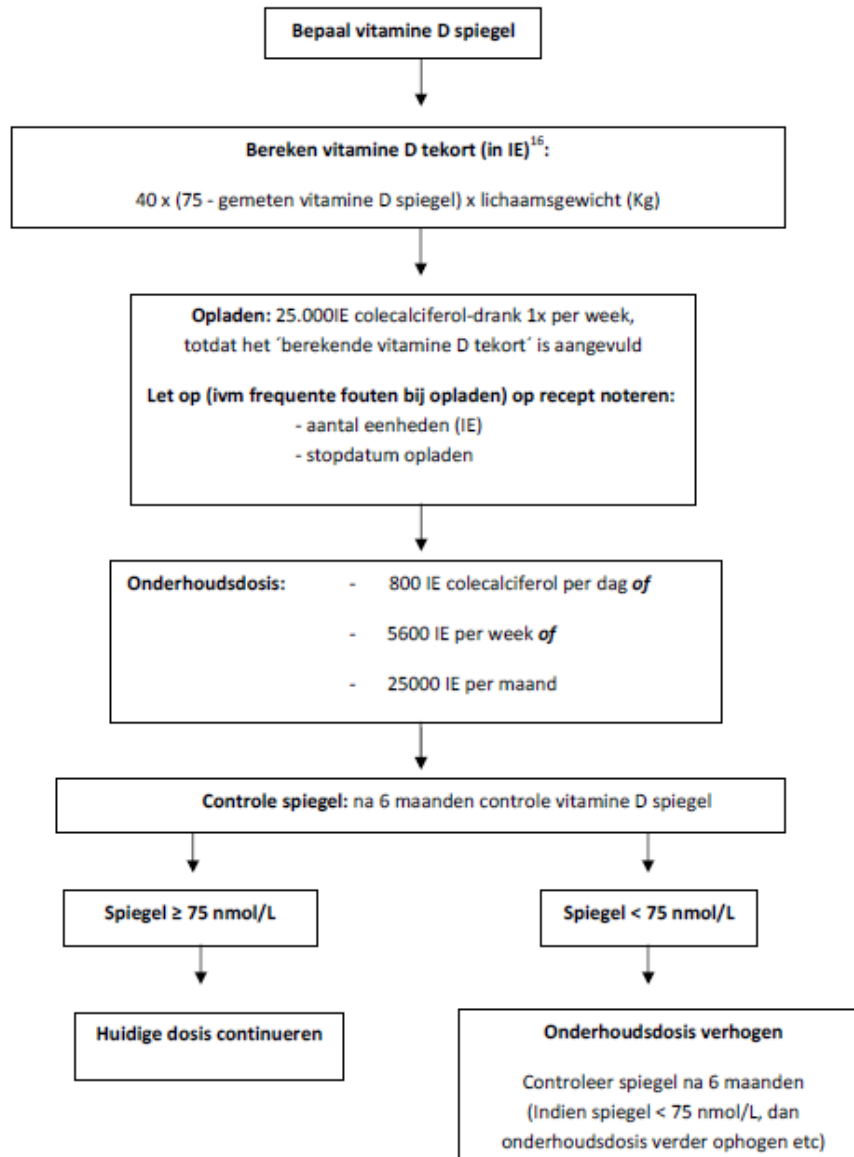 Bepaal vitamine D spiegel
Bereken vitamine D tekort (in IE)16:
40 x (75 - gemeten vitamine D spiegel) x lichaamsgewicht (Kg)
Opladen: 25.000IE colecalciferol-drank 1x per week,
totdat het ´berekende vitamine D tekort´ is aangevuld
Let op (ivm frequente fouten bij opladen) op recept noteren:
- aantal eenheden (IE)
- stopdatum opladen
Onderhoudsdosis: - 800 IE colecalciferol per dag of
- 5600 IE per week of
- 25000 IE per maand
Controle spiegel: na 6 maanden controle vitamine D spiegel
Spiegel ≥ 75 nmol/L
Spiegel < 75 nmol/L
Huidige dosis continueren
Onderhoudsdosis verhogen
Controleer spiegel na 6 maanden
(Indien spiegel < 75 nmol/L, dan
onderhoudsdosis verder ophogen etc)